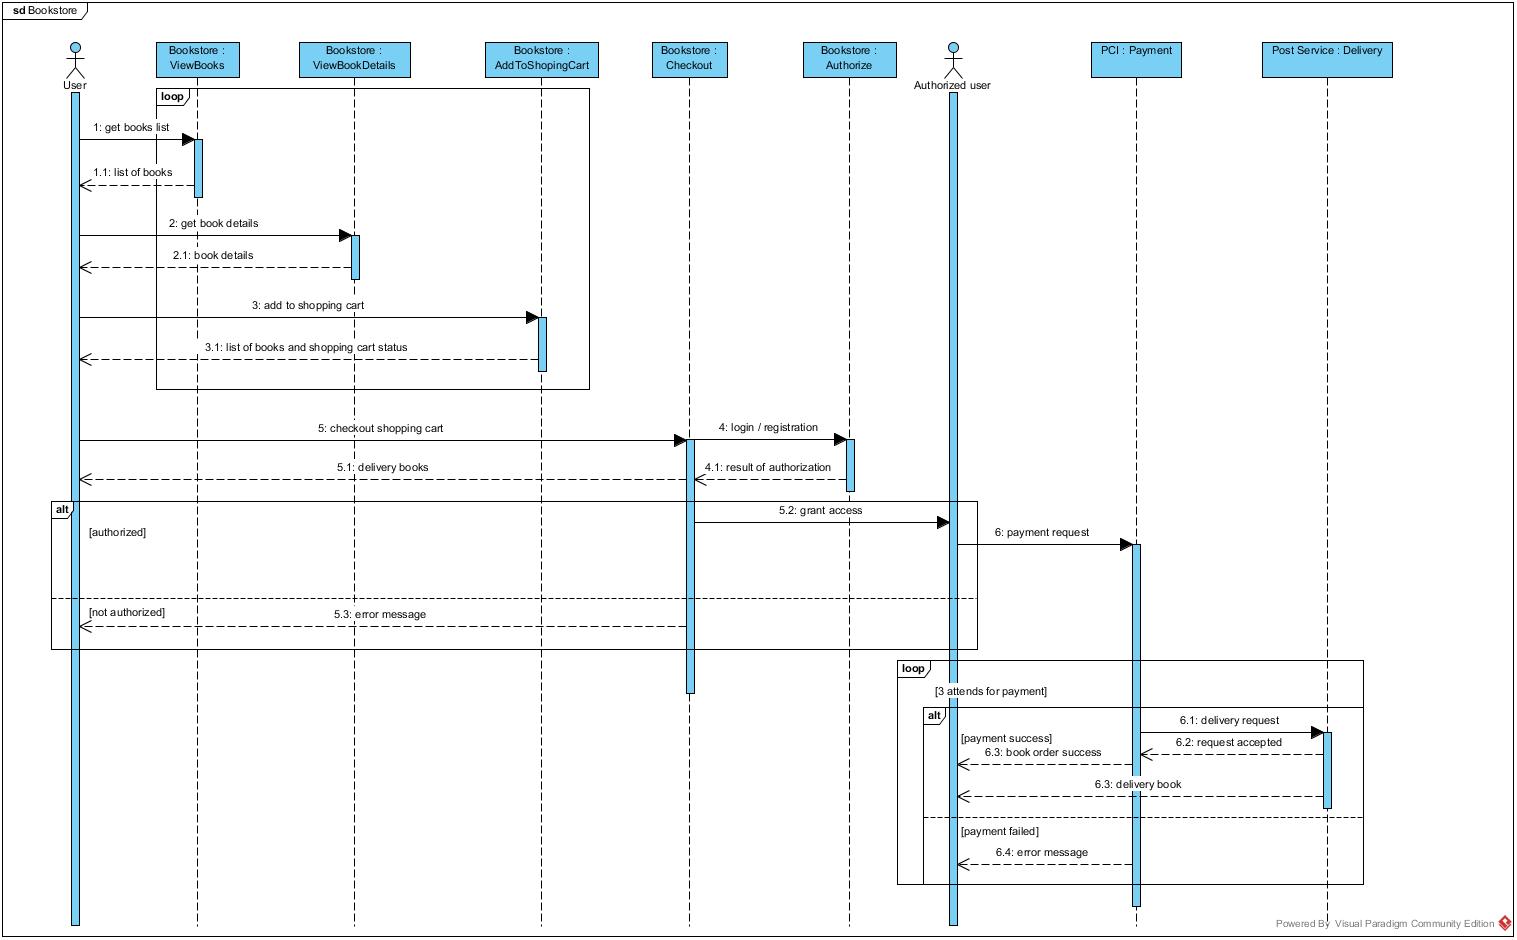 sd Bookstore
User
Bookstore :
ViewBooks
Bookstore :
ViewBookDetails
Bookstore :
AddToShopingCart
Bookstore :
Checkout
Bookstore :
Authorize
Authorized user
PCI : Payment
Post Service : Delivery
loop
1: get books list
1.1: list of books
2: get book details
2.1: book details
3: add to shopping cart
3.1: list of books and shopping cart status
5: checkout shopping cart
4: login / registration
5.1: delivery books
4.1: result of authorization
alt
5.2: grant access
[authorized]
6: payment request
[not authorized]
5.3: error message
loop
[3 attends for payment]
alt
6.1: delivery request
[payment success]
6.2: request accepted
6.3: book order success
6.3: delivery book
[payment failed]
6.4: error message
Powered By Visual Paradigm Community Edition